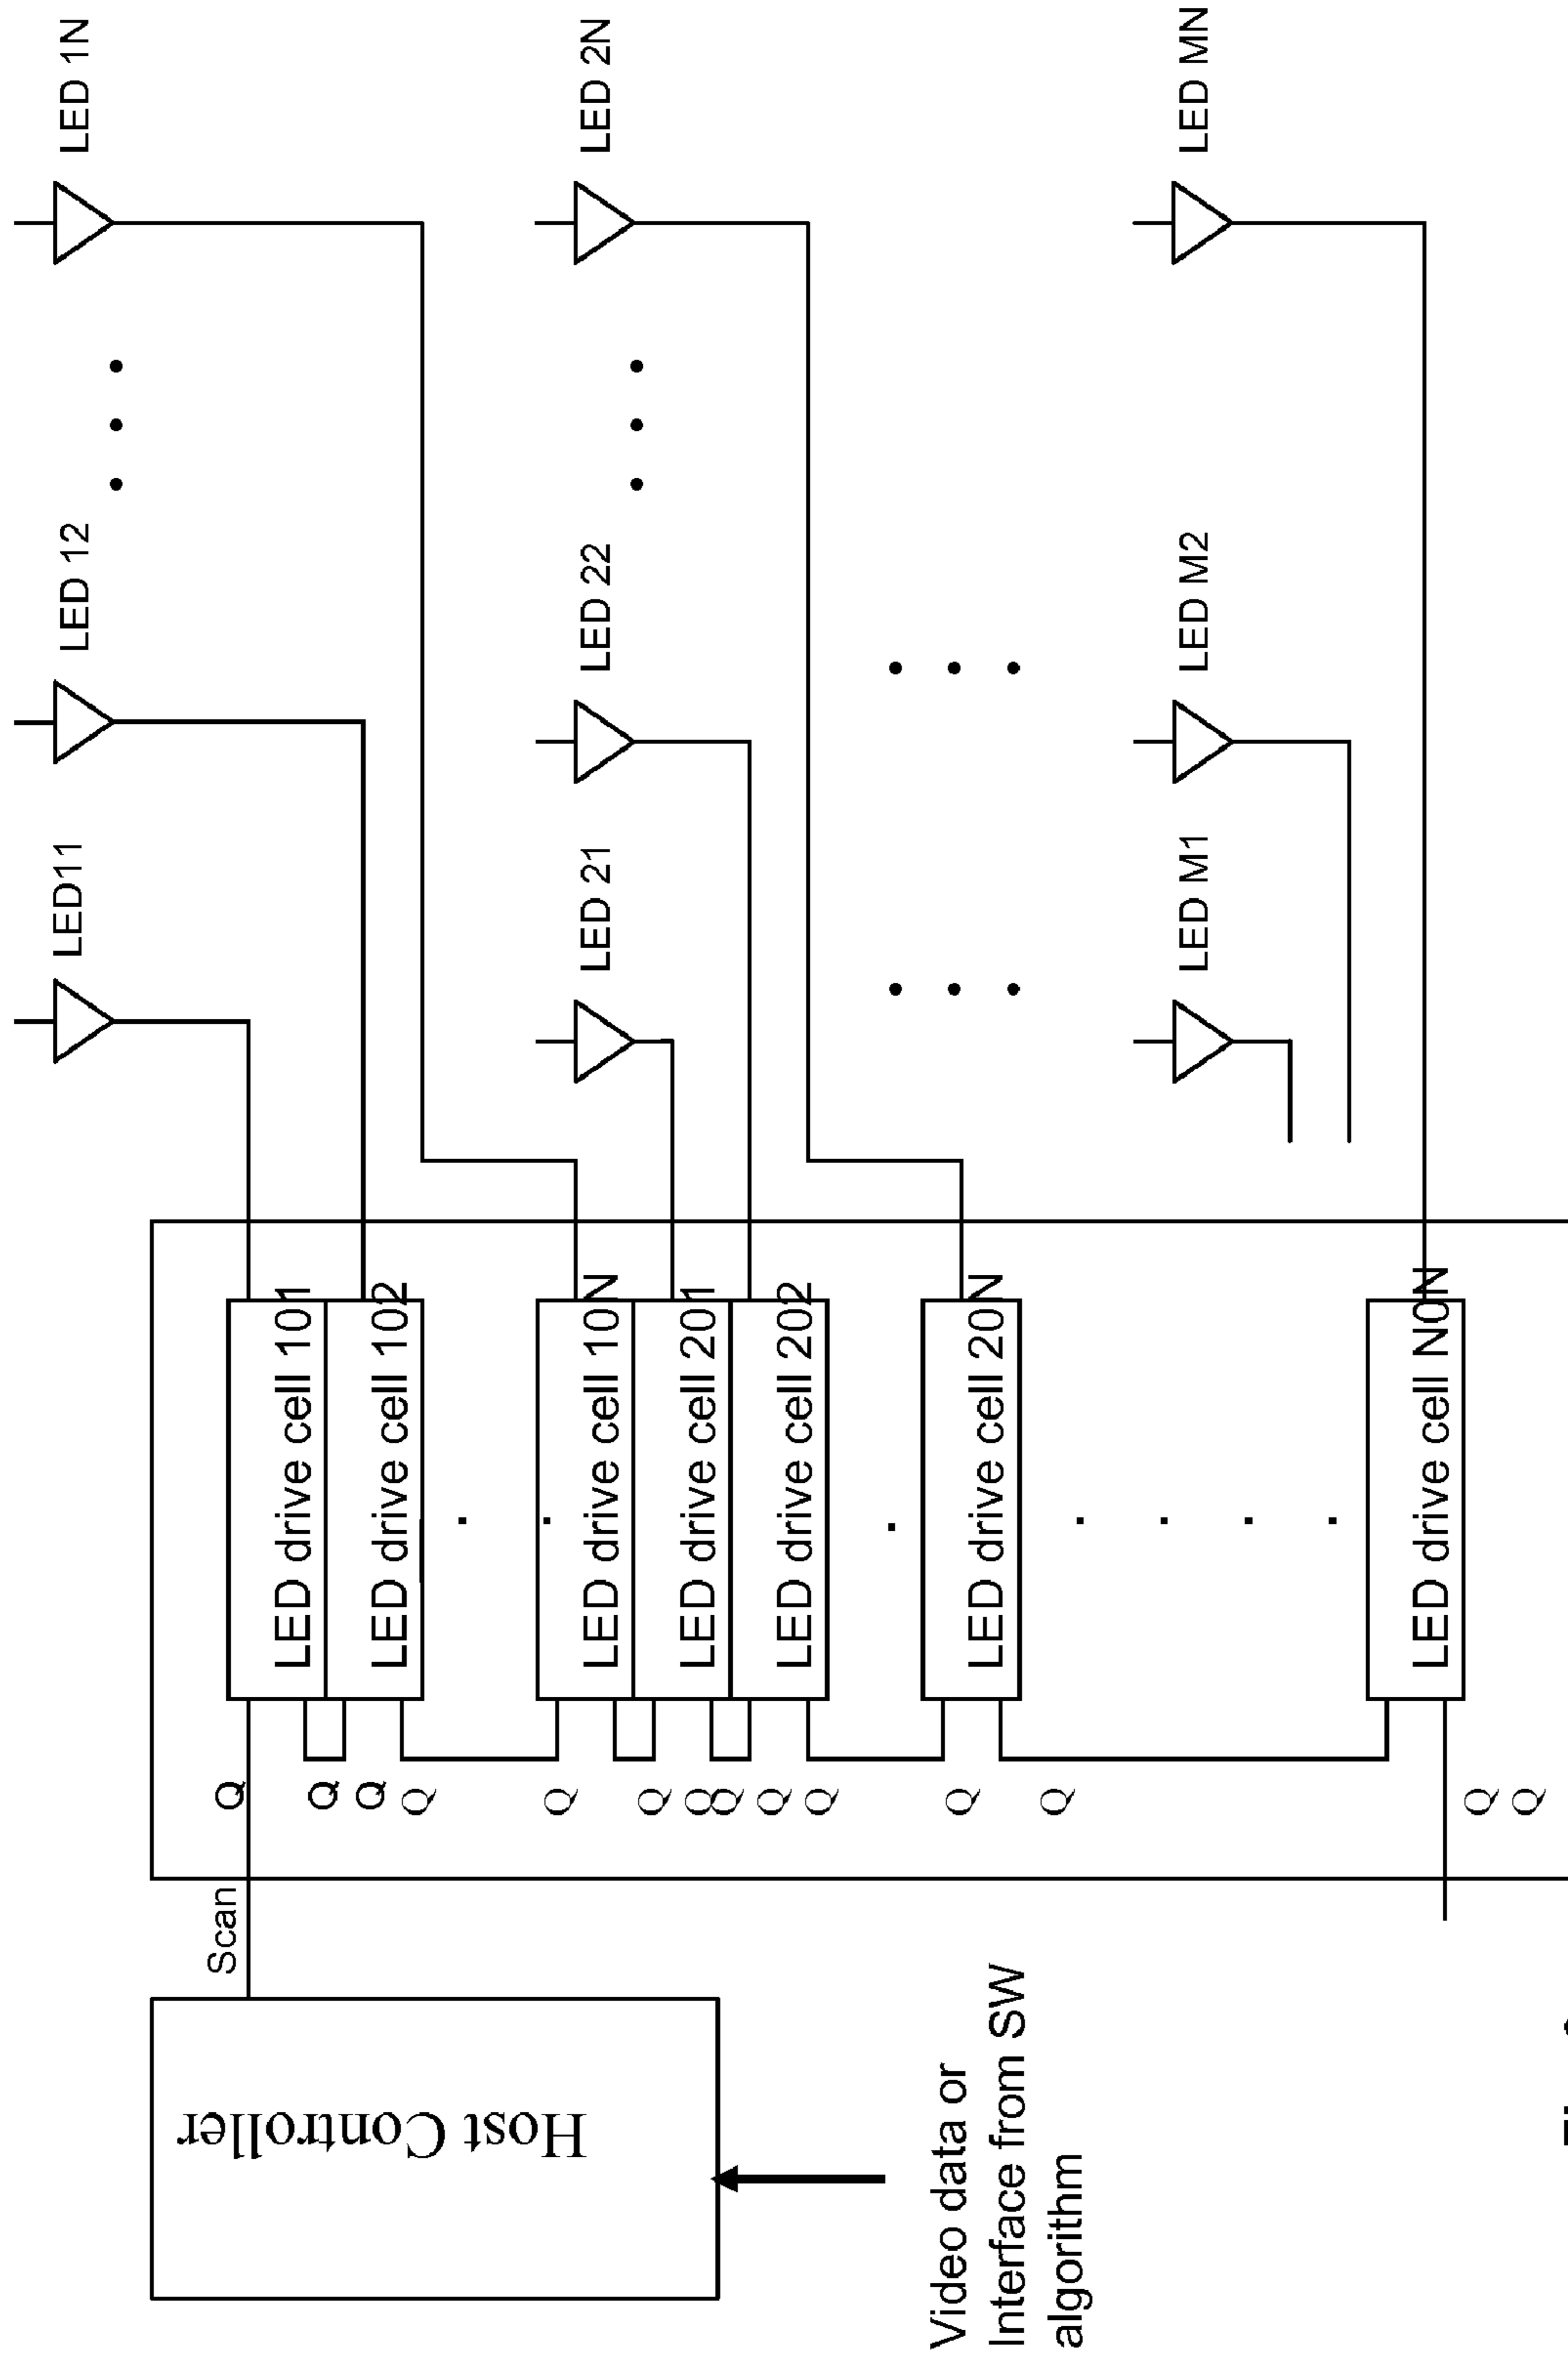 LED11
LED 12
LED 1N
LED 21
LED 22
LED 2N
LED M1
LED M2
LED MN
LED drive cell 101
LED drive cell 102
LED drive cell 10N
LED drive cell 201
LED drive cell 202
LED drive cell 20N
LED drive cell N0N
Scan
Q
Q
Q
Q
Q
Q
Q
Q
Q
Q
Q
Q
Q
Q
Host Controller
Video data or
Interface from SW
algorithm